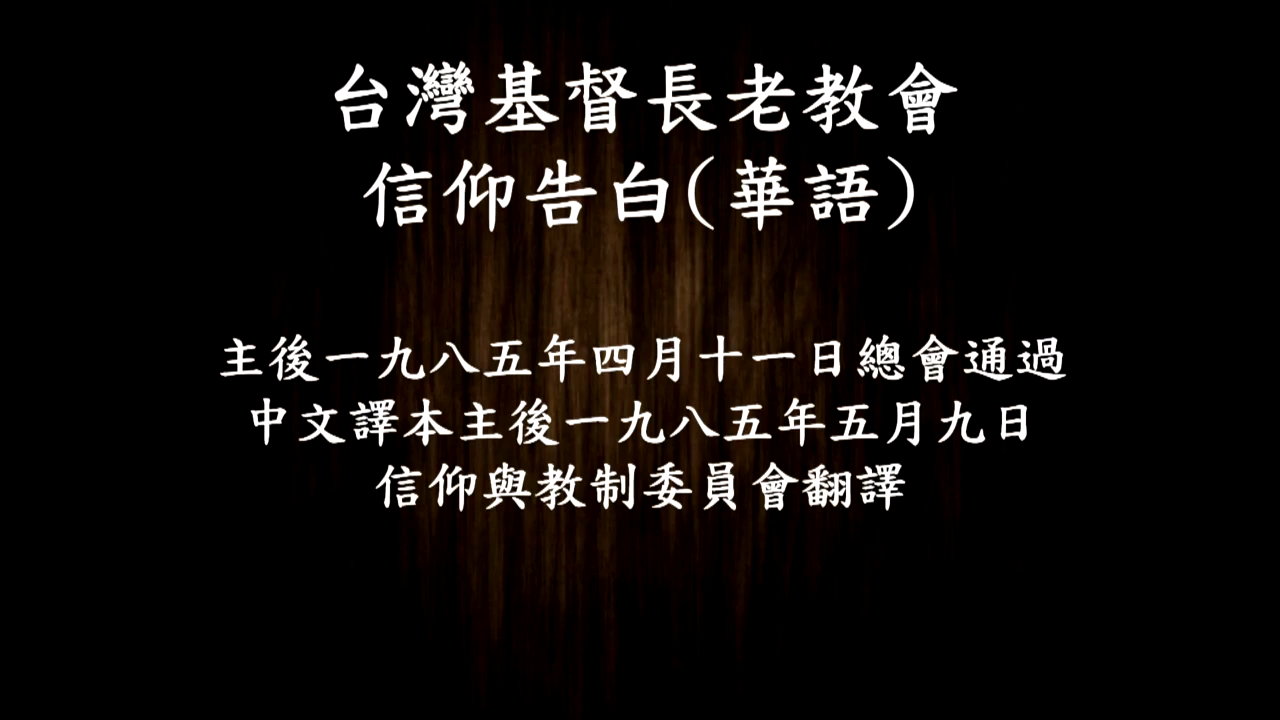 台灣基督長老教會
信仰告白(華語)
主後一九八五年四月十一日總會通過
中文譯本主後一九八五年五月九日
信仰與教制委員會翻譯